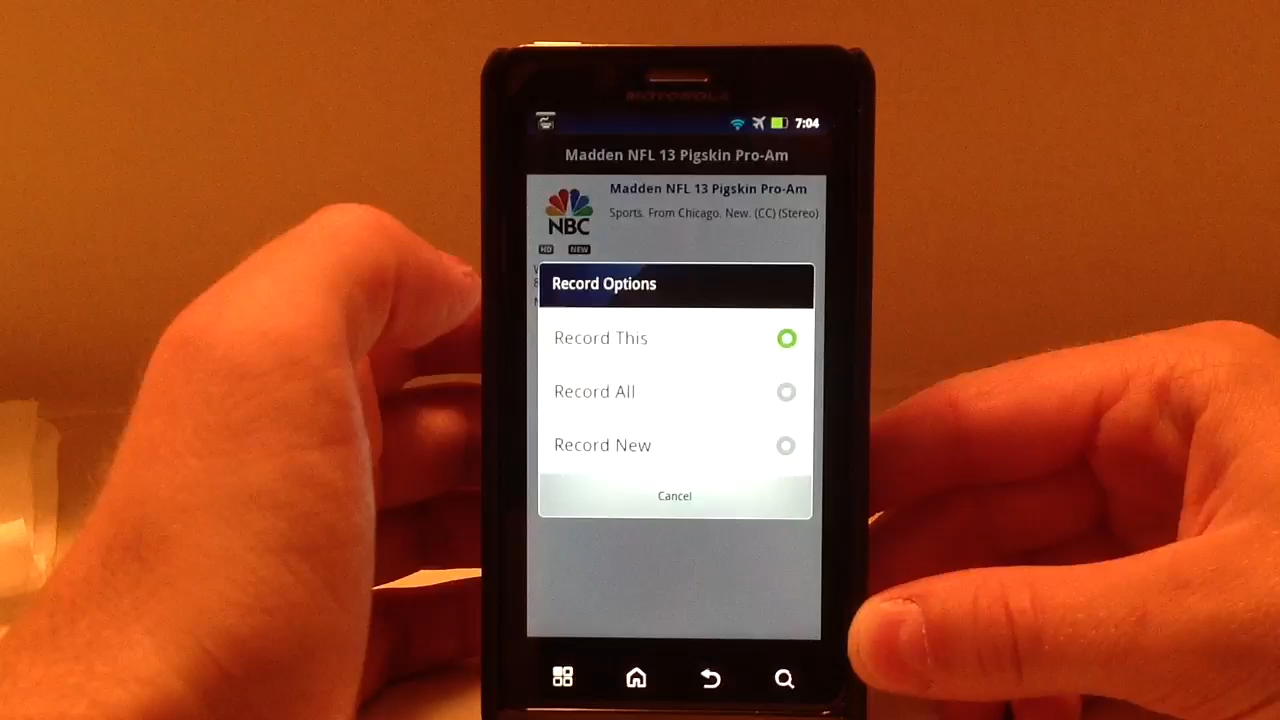 MOTOROLA
7:04
Madden NFL 13 Pigskin Pro-Am
Madden NFL 13 Pigskin Pro-Am
Sports. From Chicago. New. (CC) (Stereo)
NBC
HD NEW
Record Options
Record This
Record All
Record New
Cancel